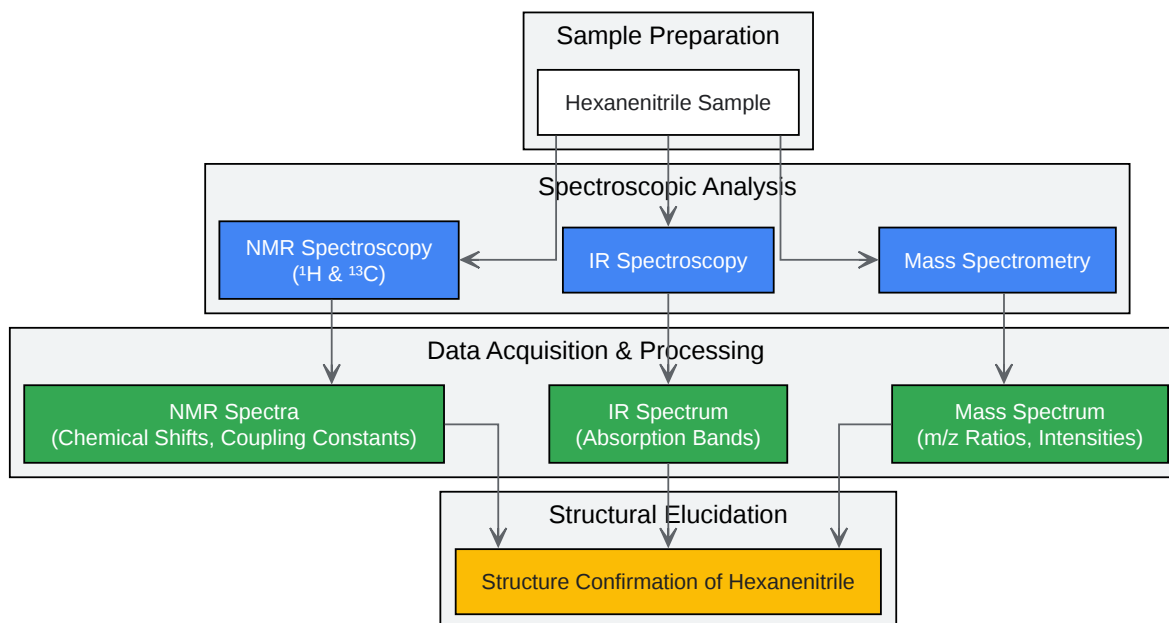 Sample Preparation
Hexanenitrile Sample
Spectroscopic Analysis
NMR Spectroscopy
(¹H & ¹³C)
IR Spectroscopy
Mass Spectrometry
Data Acquisition & Processing
NMR Spectra
(Chemical Shifts, Coupling Constants)
IR Spectrum
(Absorption Bands)
Mass Spectrum
(m/z Ratios, Intensities)
Structural Elucidation
Structure Confirmation of Hexanenitrile